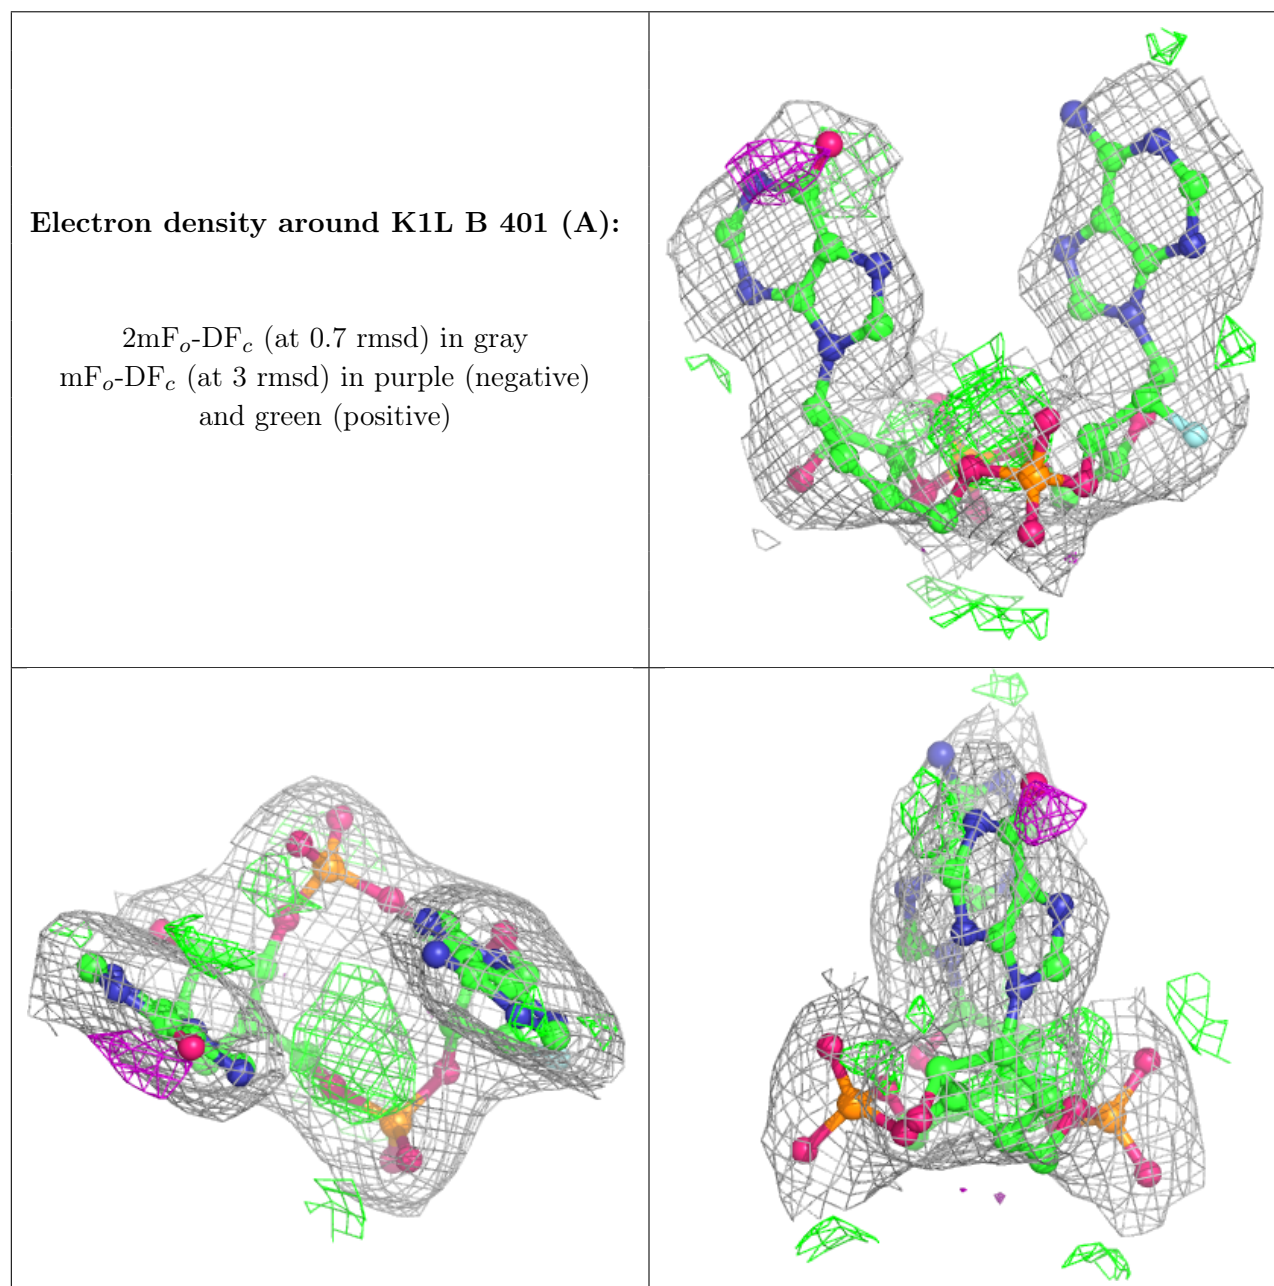 Electron density around K1L B 401 (A):
2mFo-DFc (at 0.7 rmsd) in gray
mFo-DFc (at 3 rmsd) in purple (negative)
and green (positive)